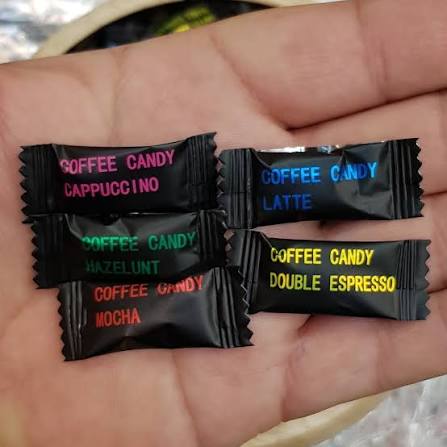 COFFEE CANDY
CAPPUCCINO
COFFEE CANDY
LATTE
COFFEE CANDY
HAZELUNT
COFFEE CANDY
DOUBLE ESPRESSO
COFFEE CANDY
MOCHA